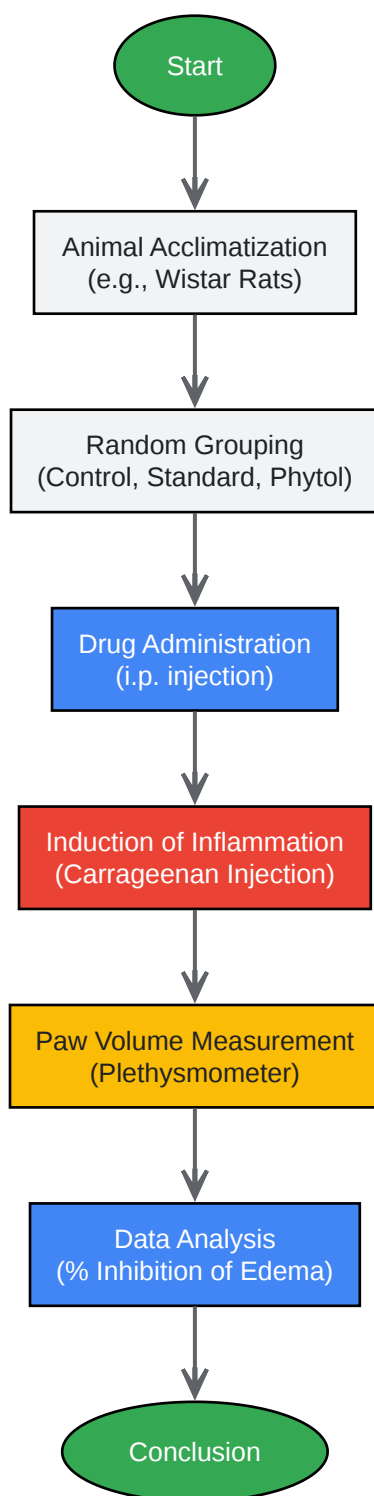 Start
Animal Acclimatization
(e.g., Wistar Rats)
Random Grouping
(Control, Standard, Phytol)
Drug Administration
(i.p. injection)
Induction of Inflammation
(Carrageenan Injection)
Paw Volume Measurement
(Plethysmometer)
Data Analysis
(% Inhibition of Edema)
Conclusion